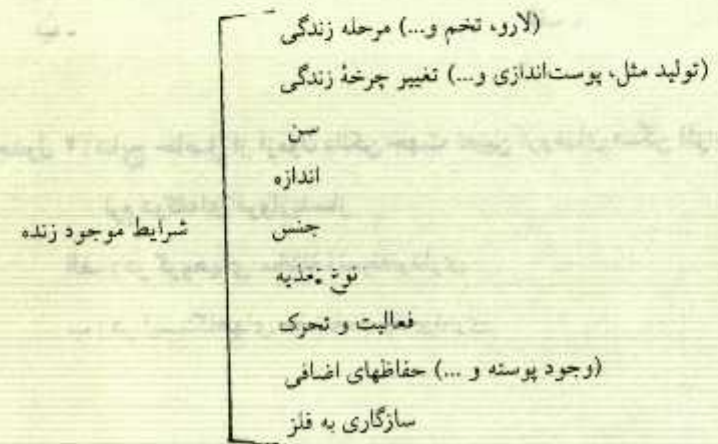 (لارو، تخم و...) مرحله زندگی
(تولید مثل، پوست‌اندازی و...) تغییر چرخهٔ زندگی
سن
اندازه
شرایط موجود زنده
جنس
نوع تغذیه
فعالیت و تحرک
(وجود پوسته و ...) حفاظهای اضافی
سازگاری به فلز